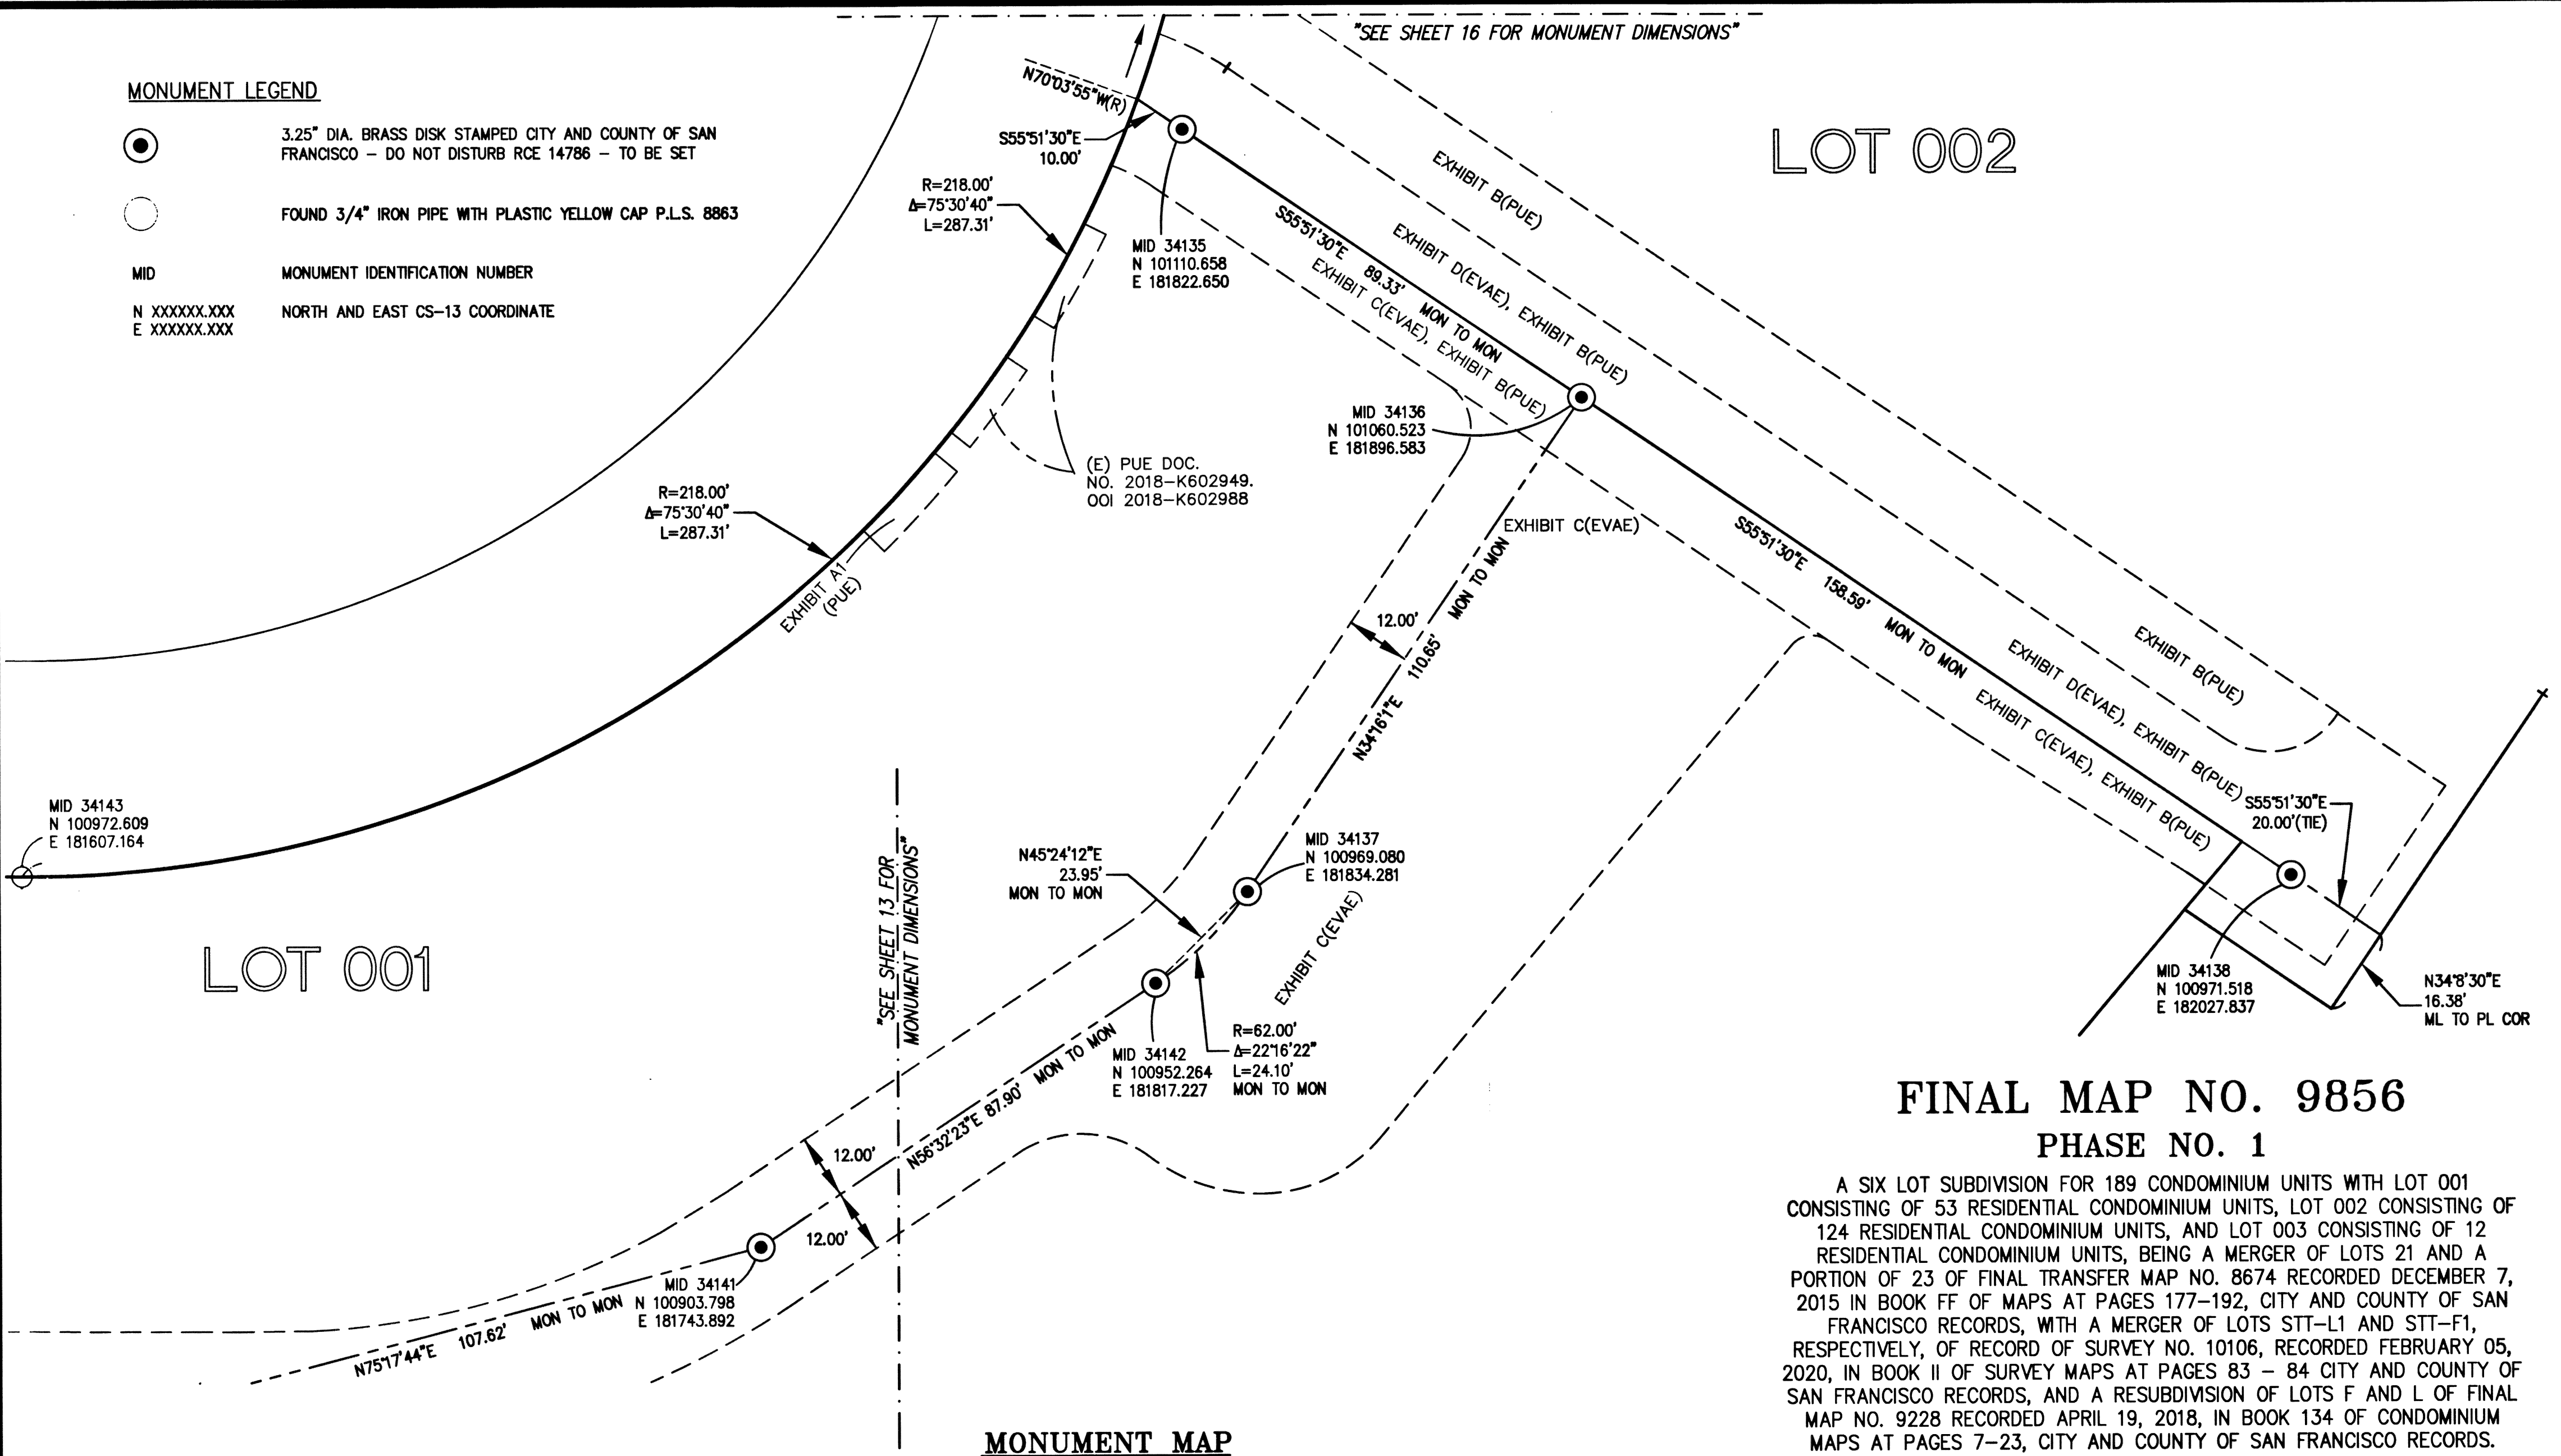 "SEE SHEET 16 FOR MONUMENT DIMENSIONS"
MONUMENT LEGEND
3.25" DIA. BRASS DISK STAMPED CITY AND COUNTY OF SAN
FRANCISCO – DO NOT DISTURB RCE 14786 – TO BE SET
FOUND 3/4" IRON PIPE WITH PLASTIC YELLOW CAP P.L.S. 8863
MID MONUMENT IDENTIFICATION NUMBER
N XXXXXX.XXX NORTH AND EAST CS–13 COORDINATE
E XXXXXX.XXX
N70°03'55"W(R)
S55°51'30"E
10.00'
R=218.00'
Δ=75°30'40"
L=287.31'
MID 34135
N 101110.658
E 181822.650
LOT 002
EXHIBIT B(PUE)
EXHIBIT D(EVAE), EXHIBIT B(PUE)
S55°51'30"E 89.33' MON TO MON
EXHIBIT C(EVAE), EXHIBIT B(PUE)
MID 34136
N 101060.523
E 181896.583
(E) PUE DOC.
NO. 2018–K602949.
OOI 2018–K602988
R=218.00'
Δ=75°30'40"
L=287.31'
EXHIBIT A1
(PUE)
EXHIBIT C(EVAE)
S55°51'30"E 158.59' MON TO MON
12.00'
N34°16'1"E 110.65' MON TO MON
EXHIBIT B(PUE)
EXHIBIT D(EVAE), EXHIBIT B(PUE)
EXHIBIT C(EVAE), EXHIBIT B(PUE)
S55°51'30"E
20.00'(TIE)
MID 34143
N 100972.609
E 181607.164
LOT 001
"SEE SHEET 13 FOR
MONUMENT DIMENSIONS"
N45°24'12"E
23.95'
MON TO MON
MID 34137
N 100969.080
E 181834.281
EXHIBIT C(EVAE)
MID 34138
N 100971.518
E 182027.837
N34°8'30"E
16.38'
ML TO PL COR
MID 34142
N 100952.264
E 181817.227
R=62.00'
Δ=22°16'22"
L=24.10'
MON TO MON
N56°32'23"E 87.90' MON TO MON
12.00'
12.00'
MID 34141
N 100903.798
E 181743.892
N75°17'44"E 107.62' MON TO MON
MONUMENT MAP
FINAL MAP NO. 9856
PHASE NO. 1
A SIX LOT SUBDIVISION FOR 189 CONDOMINIUM UNITS WITH LOT 001
CONSISTING OF 53 RESIDENTIAL CONDOMINIUM UNITS, LOT 002 CONSISTING OF
124 RESIDENTIAL CONDOMINIUM UNITS, AND LOT 003 CONSISTING OF 12
RESIDENTIAL CONDOMINIUM UNITS, BEING A MERGER OF LOTS 21 AND A
PORTION OF 23 OF FINAL TRANSFER MAP NO. 8674 RECORDED DECEMBER 7,
2015 IN BOOK FF OF MAPS AT PAGES 177–192, CITY AND COUNTY OF SAN
FRANCISCO RECORDS, WITH A MERGER OF LOTS STT–L1 AND STT–F1,
RESPECTIVELY, OF RECORD OF SURVEY NO. 10106, RECORDED FEBRUARY 05,
2020, IN BOOK II OF SURVEY MAPS AT PAGES 83 – 84 CITY AND COUNTY OF
SAN FRANCISCO RECORDS, AND A RESUBDIVISION OF LOTS F AND L OF FINAL
MAP NO. 9228 RECORDED APRIL 19, 2018, IN BOOK 134 OF CONDOMINIUM
MAPS AT PAGES 7–23, CITY AND COUNTY OF SAN FRANCISCO RECORDS.